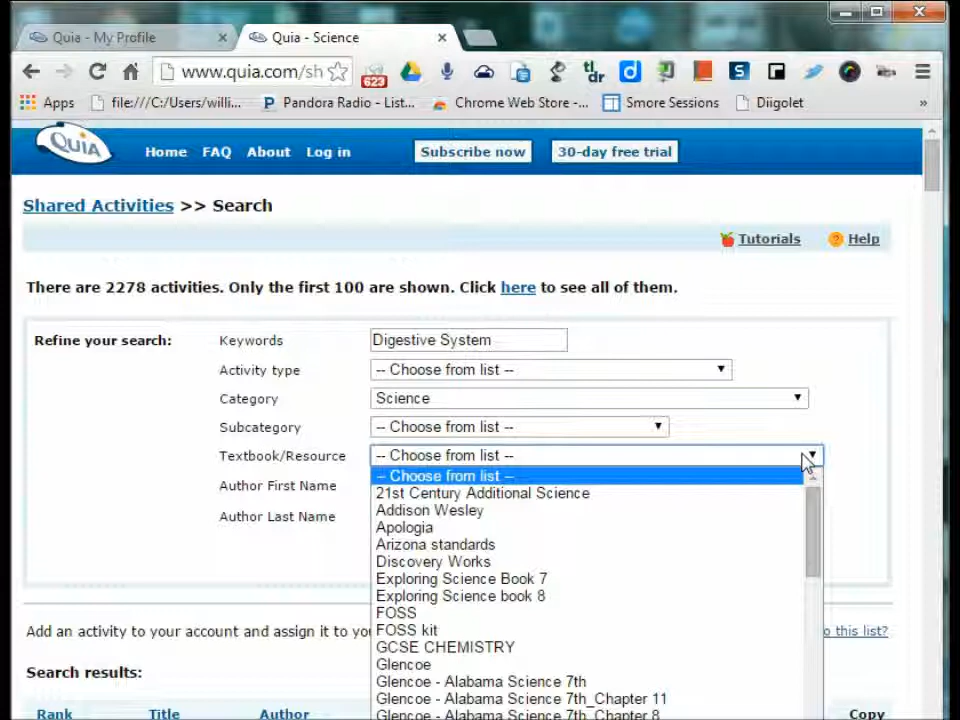 Quia - My Profile
Quia - Science
www.quia.com/sh
623
tl;
dr
d
S
Apps
file:///C:/Users/willi...
P Pandora Radio - List...
Chrome Web Store -...
Smore Sessions
Diigolet
»
QUIA
Home FAQ About Log in
Subscribe now
30-day free trial
Shared Activities >> Search
Tutorials
? Help
There are 2278 activities. Only the first 100 are shown. Click here to see all of them.
Refine your search:
Keywords Digestive System
Activity type -- Choose from list --
Category Science
Subcategory -- Choose from list --
Textbook/Resource -- Choose from list --
-- Choose from list --
Author First Name
21st Century Additional Science
Addison Wesley
Author Last Name
Apologia
Arizona standards
Discovery Works
Exploring Science Book 7
Exploring Science book 8
FOSS
FOSS kit
GCSE CHEMISTRY
Glencoe
Glencoe - Alabama Science 7th
Glencoe - Alabama Science 7th_Chapter 11
Glencoe - Alabama Science 7th_Chapter 8
Add an activity to your account and assign it to yo
o this list?
Search results:
Rank Title Author Copy